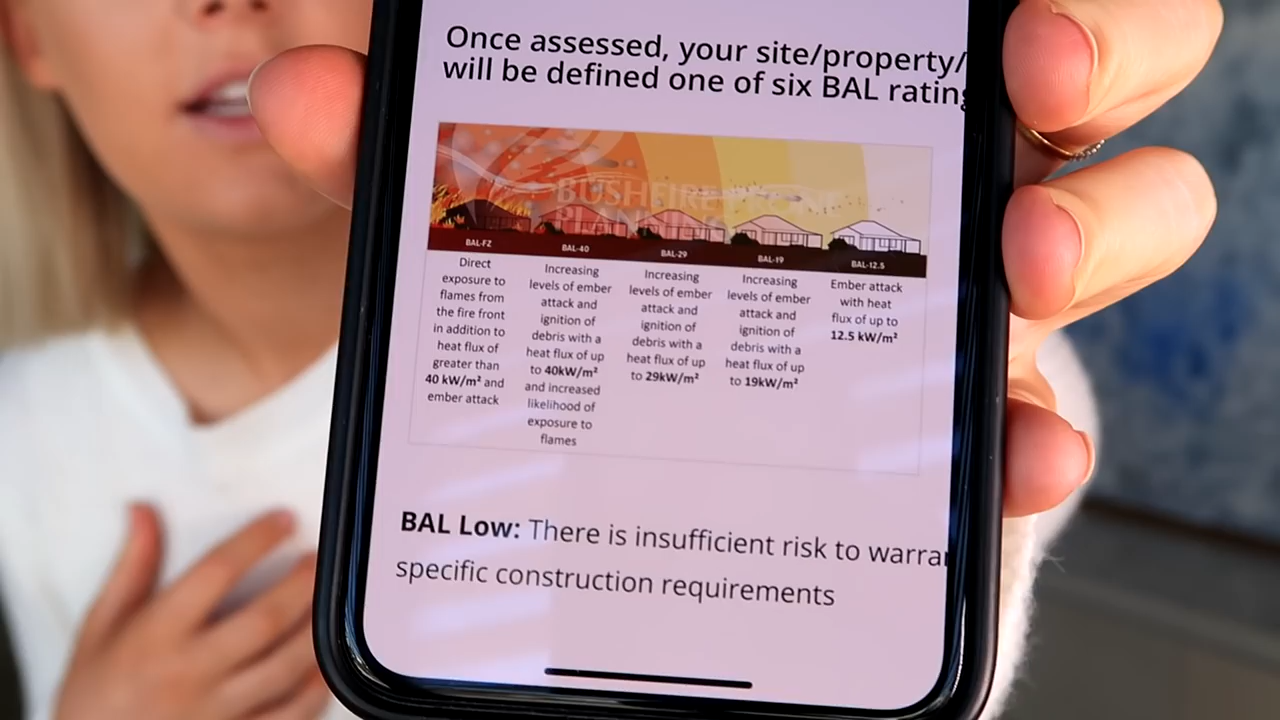 Once assessed, your site/property/
will be defined one of six BAL rating
BUSHFIRE
PLANNING
BAL-FZ
BAL-40
BAL-29
BAL-19
BAL-12.5
Direct
exposure to
flames from
the fire front
in addition to
heat flux of
greater than
40 kW/m² and
ember attack
Increasing
levels of ember
attack and
ignition of
debris with a
heat flux of up
to 40kW/m²
and increased
likelihood of
exposure to
flames
Increasing
levels of ember
attack and
ignition of
debris with a
heat flux of up
to 29kW/m²
Increasing
levels of ember
attack and
ignition of
debris with a
heat flux of up
to 19kW/m²
Ember attack
with heat
flux of up to
12.5 kW/m²
BAL Low: There is insufficient risk to warran
specific construction requirements